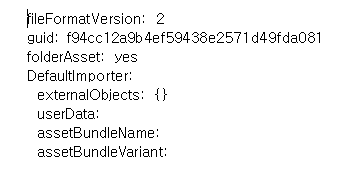 fileFormatVersion: 2
guid: f94cc12a9b4ef59438e2571d49fda081
folderAsset: yes
DefaultImporter:
  externalObjects: {}
  userData:
  assetBundleName:
  assetBundleVariant: